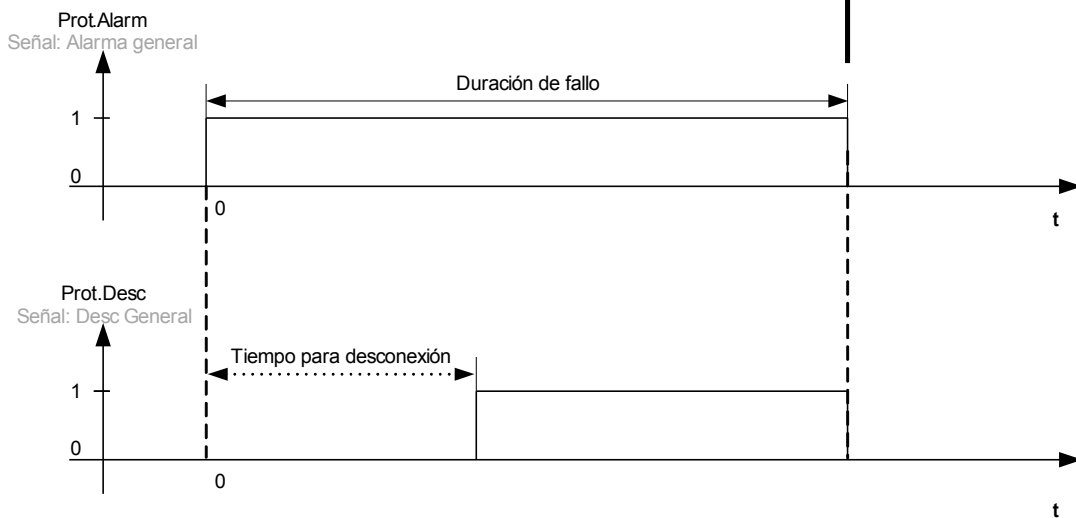 Prot.Alarm
Señal: Alarma general
Duración de fallo
1
0
0
t
Prot.Desc
Señal: Desc General
Tiempo para desconexión
1
0
0
t